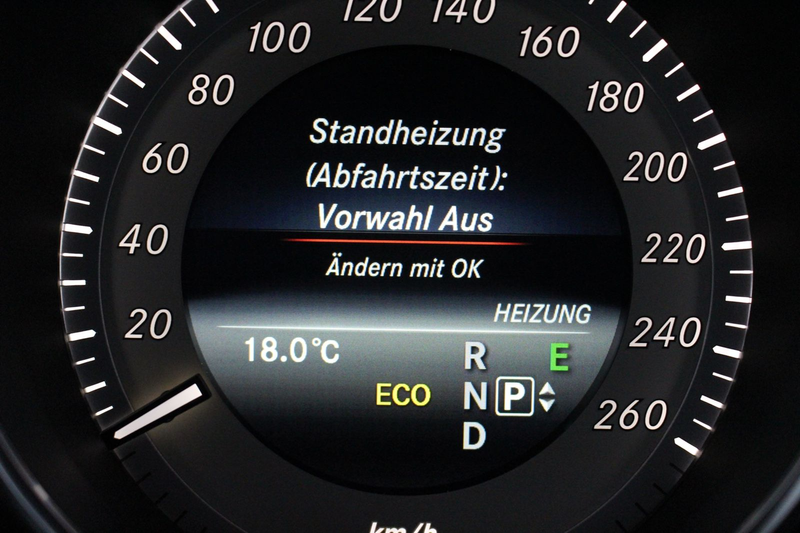 120 140
100 160
80 180
Standheizung
60 (Abfahrtszeit): 200
Vorwahl Aus
40 220
Ändern mit OK
HEIZUNG
20 240
18.0°C R E
ECO N P
260
D
km/h